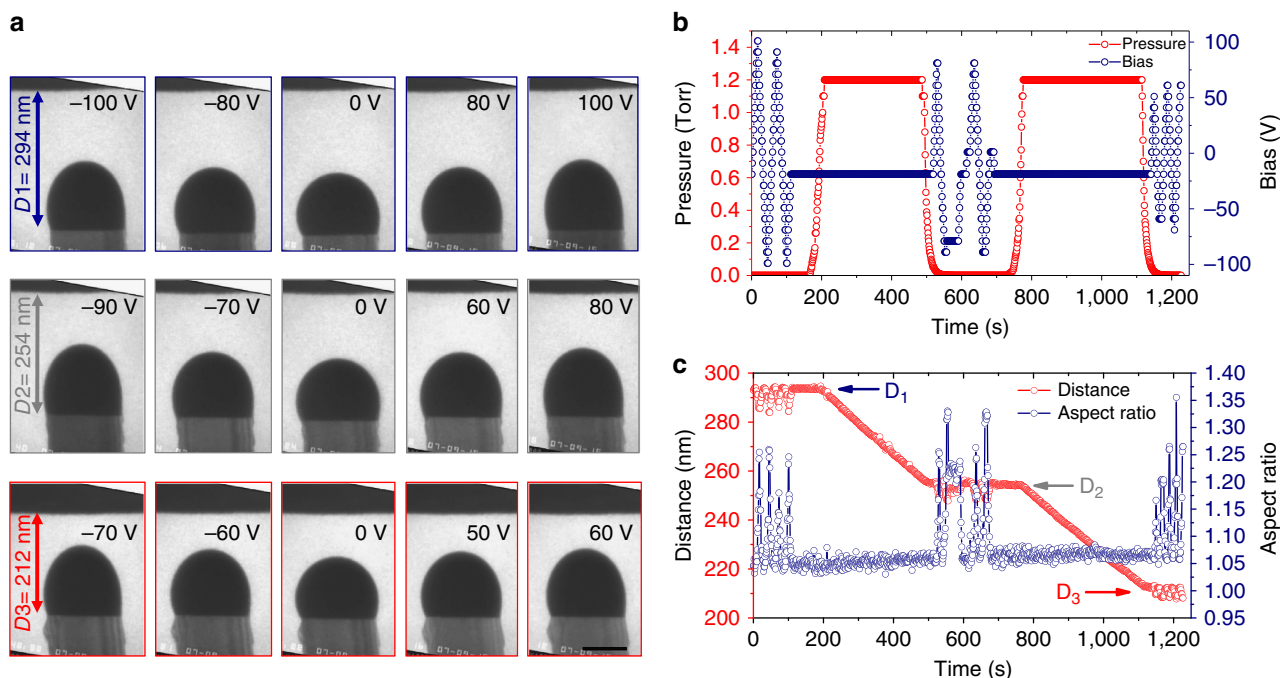 a
–100 V
–80 V
0 V
80 V
100 V
D1= 294 nm
–90 V
–70 V
0 V
60 V
80 V
D2= 254 nm
–70 V
–60 V
0 V
50 V
60 V
D3= 212 nm
b
1.4
1.2
1.0
0.8
0.6
0.4
0.2
0.0
Pressure (Torr)
Pressure
Bias
100
50
0
–50
–100
Bias (V)
0 200 400 600 800 1,000 1,200
Time (s)
c
300
280
260
240
220
200
Distance (nm)
D1
D2
D3
Distance
Aspect ratio
1.40
1.35
1.30
1.25
1.20
1.15
1.10
1.05
1.00
0.95
Aspect ratio
0 200 400 600 800 1,000 1,200
Time (s)